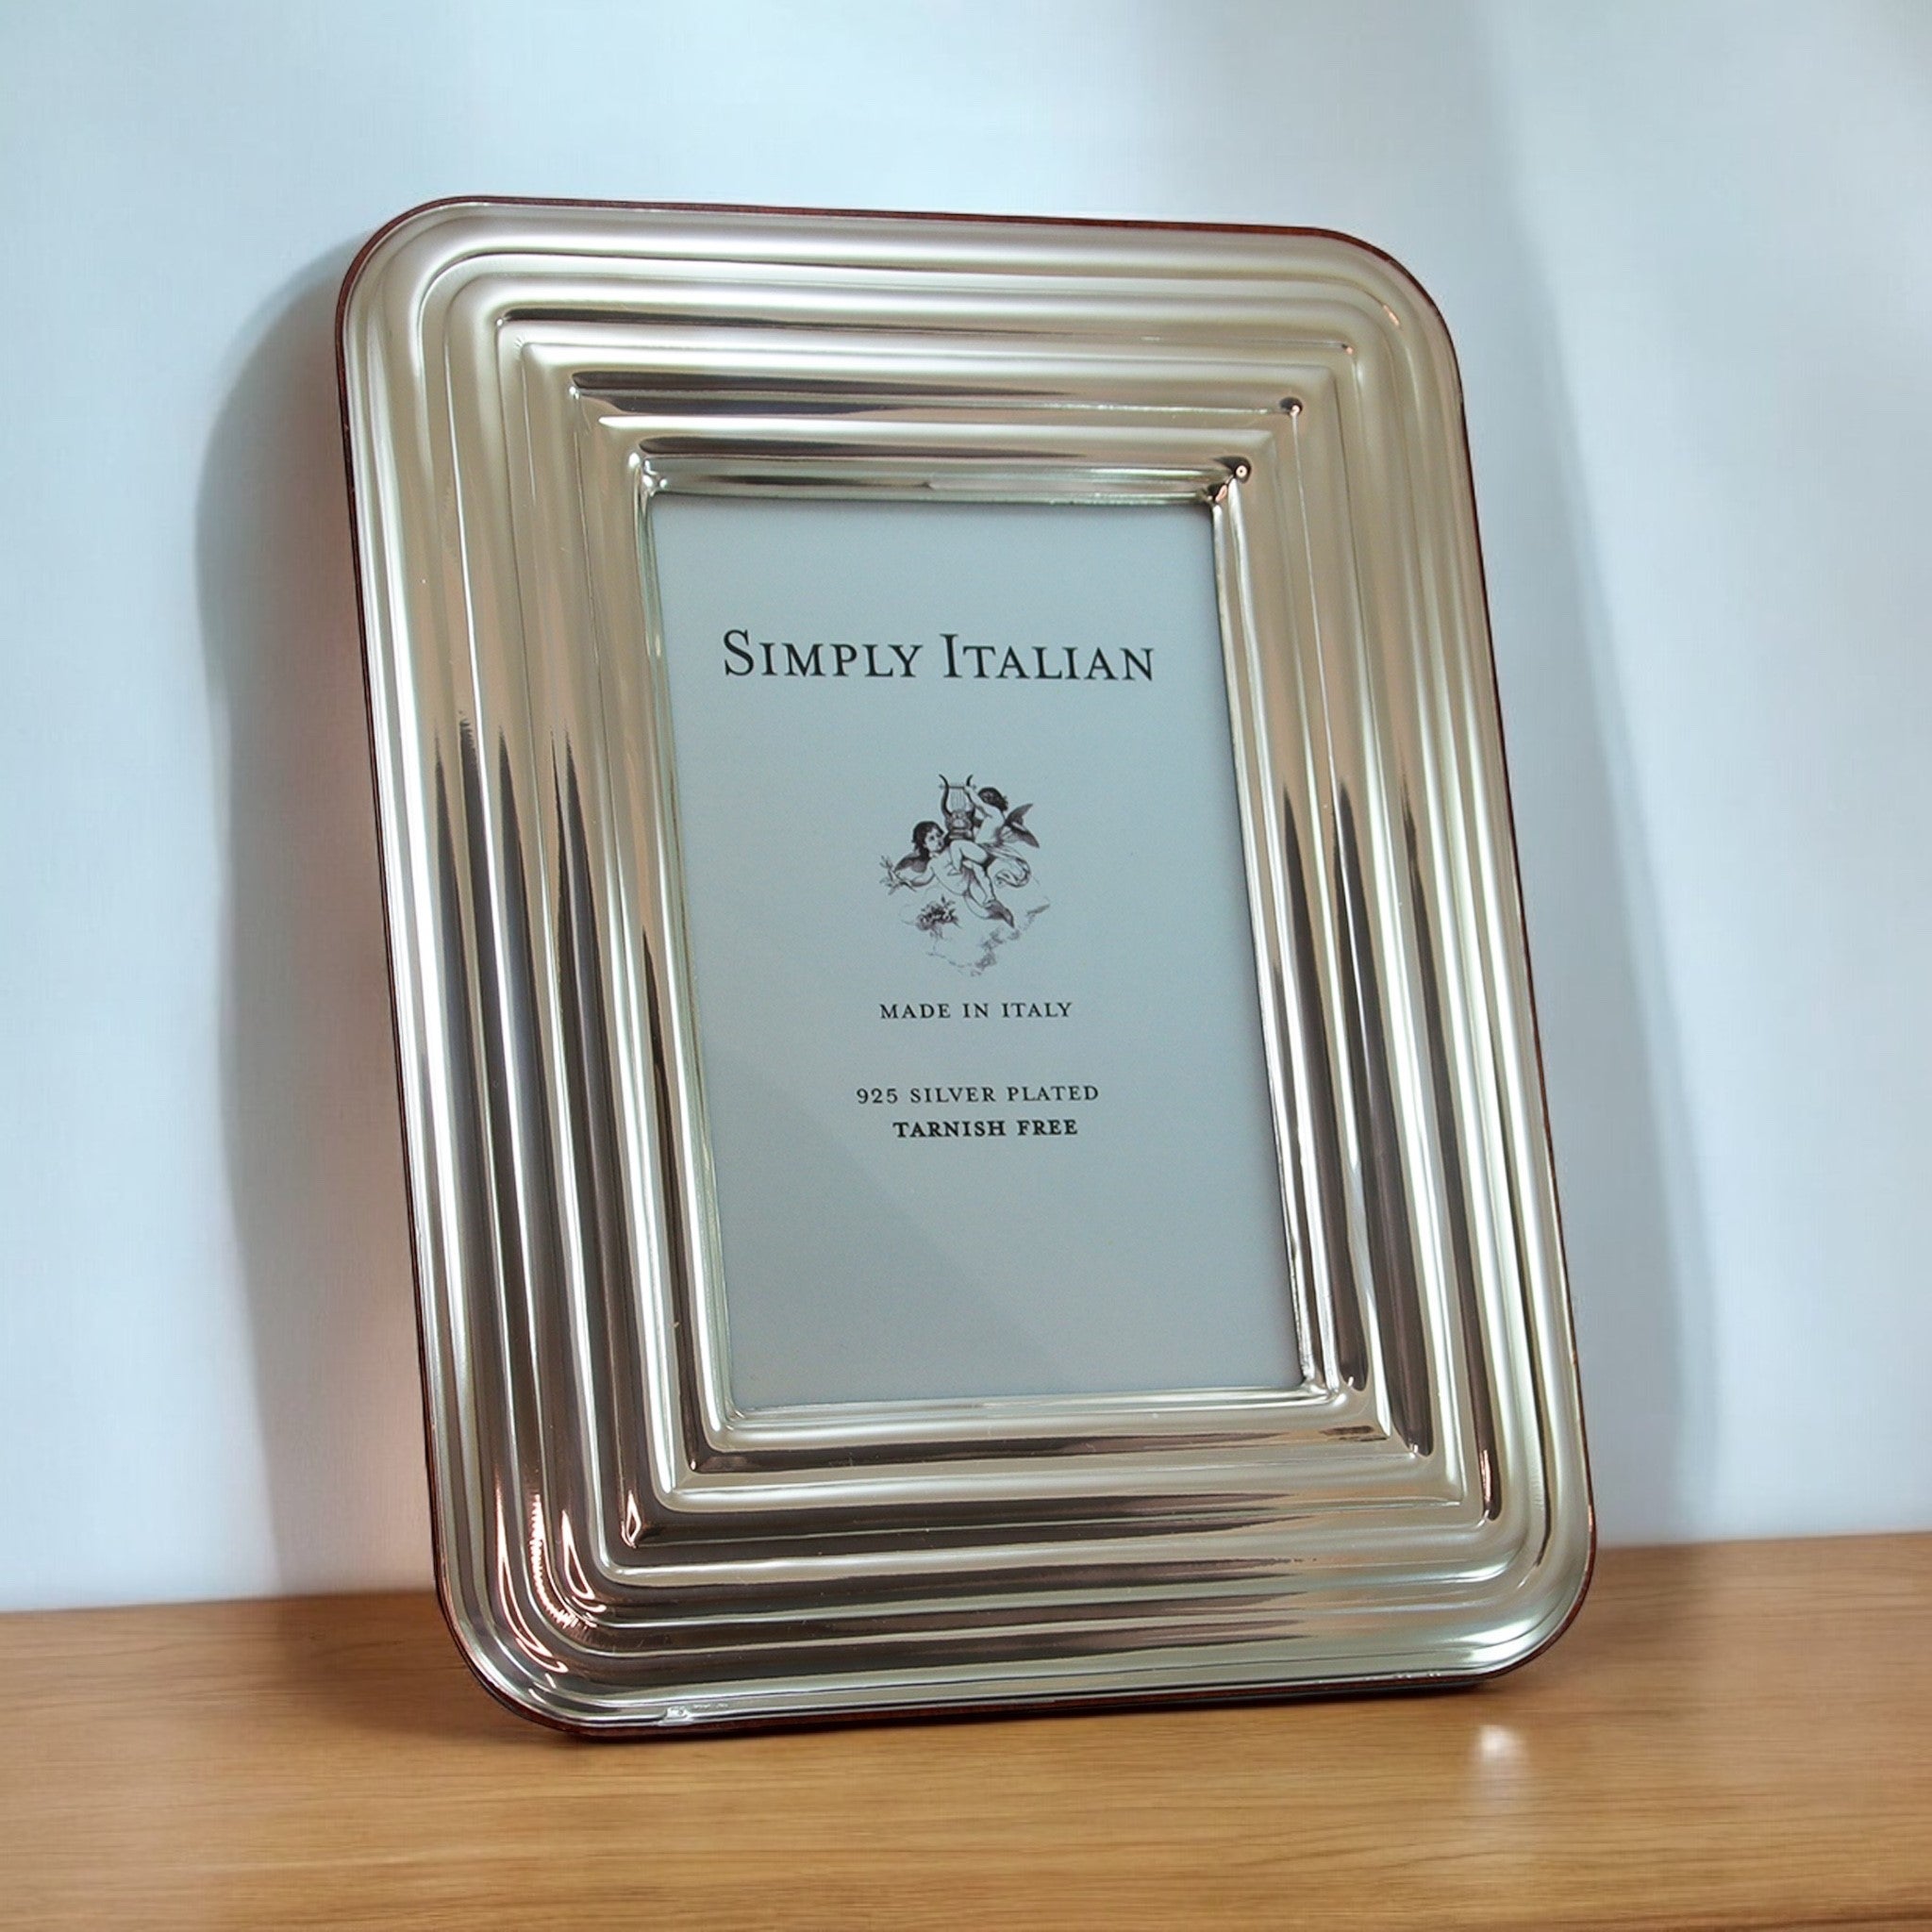 SIMPLY ITALIAN
MADE IN ITALY
925 SILVER PLATED
TARNISH FREE